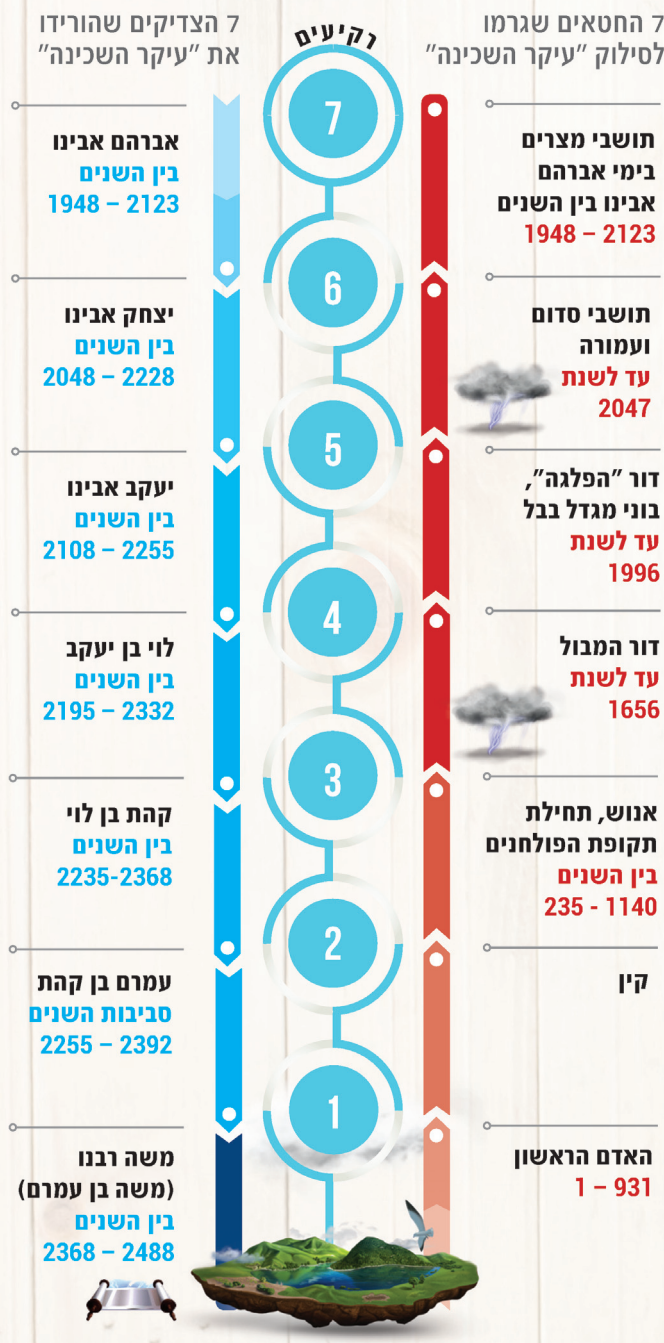 7 החטאים שגרמו
לסילוק "עיקר השכינה"
תושבי מצרים
בימי אברהם
אבינו בין השנים
1948 – 2123
תושבי סדום
ועמורה
עד לשנת
2047
דור "הפלגה",
בוני מגדל בבל
עד לשנת
1996
דור המבול
עד לשנת
1656
אנוש, תחילת
תקופת הפולחנים
בין השנים
235 - 1140
קין
האדם הראשון
1 – 931
רקיעים
7
6
5
4
3
2
1
7 הצדיקים שהורידו
את "עיקר השכינה"
אברהם אבינו
בין השנים
1948 – 2123
יצחק אבינו
בין השנים
2048 – 2228
יעקב אבינו
בין השנים
2108 – 2255
לוי בן יעקב
בין השנים
2195 – 2332
קהת בן לוי
בין השנים
2235-2368
עמרם בן קהת
סביבות השנים
2255 – 2392
משה רבנו
(משה בן עמרם)
בין השנים
2368 – 2488